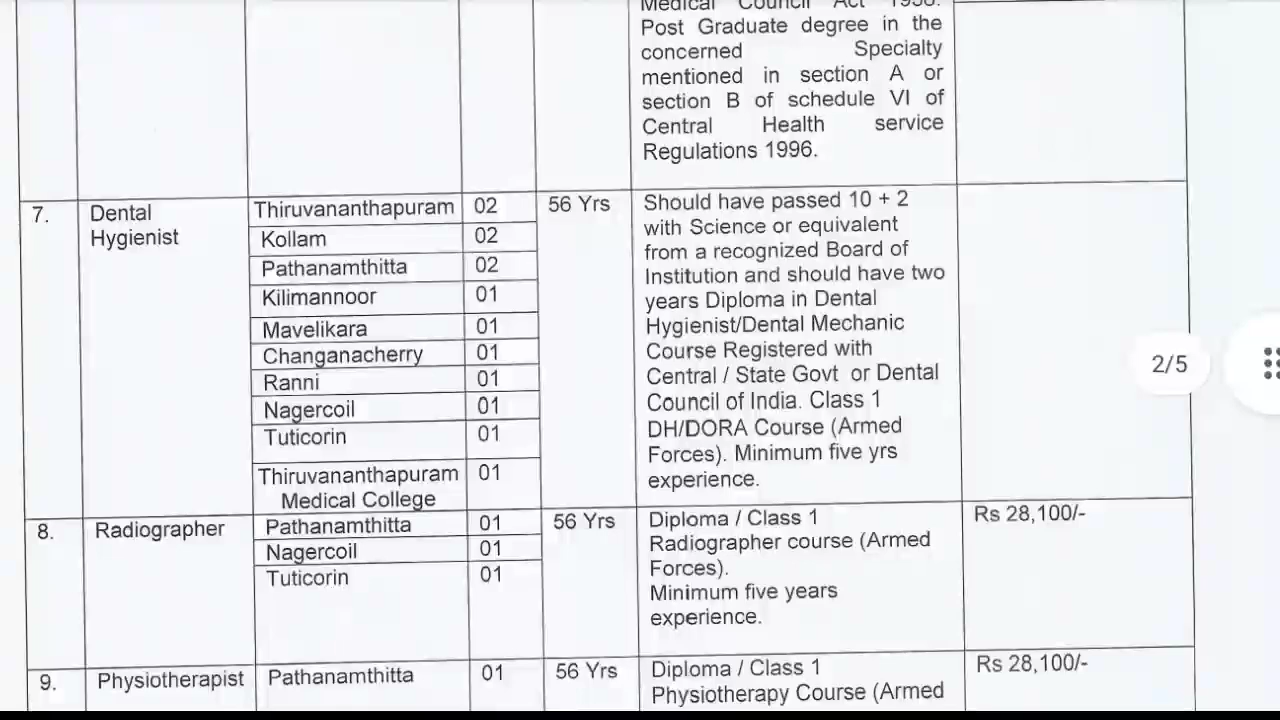 Medical Council Act 1956.
Post Graduate degree in the
concerned Specialty
mentioned in section A or
section B of schedule VI of
Central Health service
Regulations 1996.
7. Dental Hygienist
Thiruvananthapuram 02
Kollam 02
Pathanamthitta 02
Kilimannoor 01
Mavelikara 01
Changanacherry 01
Ranni 01
Nagercoil 01
Tuticorin 01
Thiruvananthapuram
Medical College 01
56 Yrs
Should have passed 10 + 2
with Science or equivalent
from a recognized Board of
Institution and should have two
years Diploma in Dental
Hygienist/Dental Mechanic
Course Registered with
Central / State Govt or Dental
Council of India. Class 1
DH/DORA Course (Armed
Forces). Minimum five yrs
experience.
2/5
8. Radiographer
Pathanamthitta 01
Nagercoil 01
Tuticorin 01
56 Yrs
Diploma / Class 1
Radiographer course (Armed
Forces).
Minimum five years
experience.
Rs 28,100/-
9. Physiotherapist
Pathanamthitta 01
56 Yrs
Diploma / Class 1
Physiotherapy Course (Armed
Rs 28,100/-